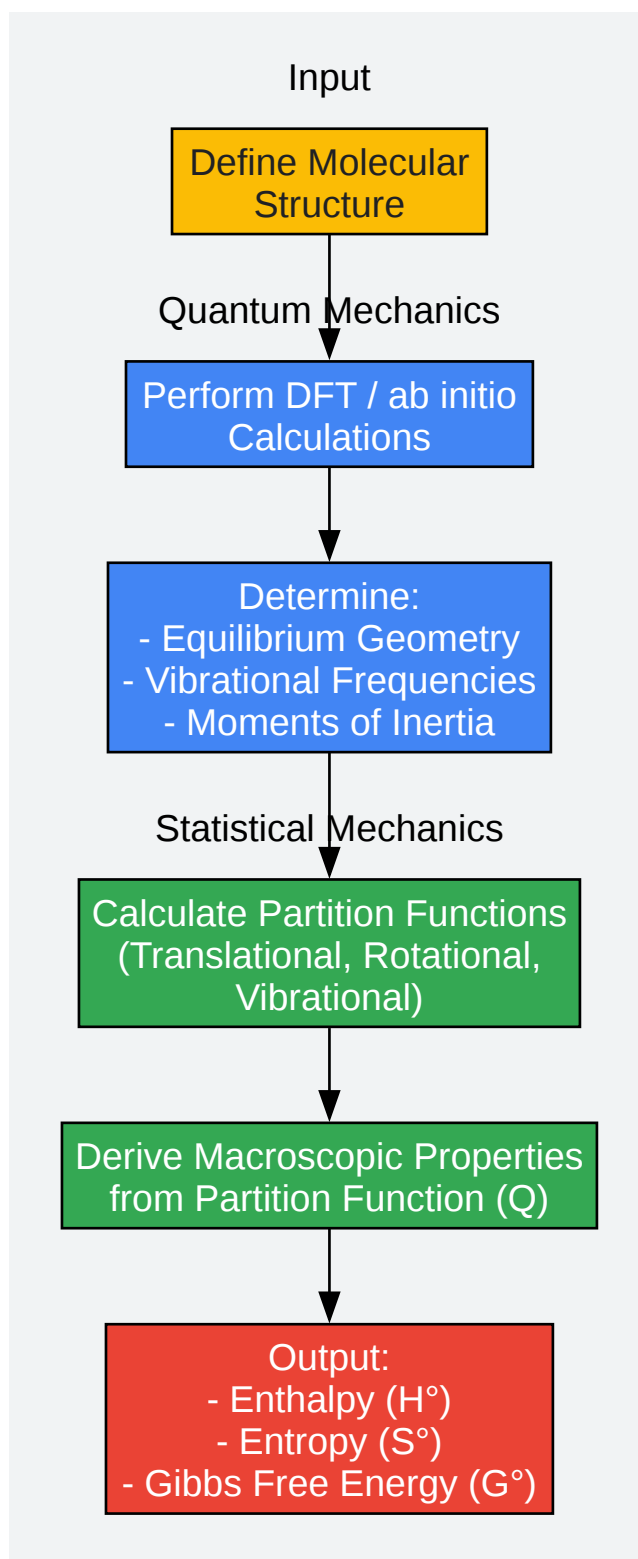 Input
Define Molecular
Structure
Quantum Mechanics
Perform DFT / ab initio
Calculations
Determine:
- Equilibrium Geometry
- Vibrational Frequencies
- Moments of Inertia
Statistical Mechanics
Calculate Partition Functions
(Translational, Rotational,
Vibrational)
Derive Macroscopic Properties
from Partition Function (Q)
Output:
- Enthalpy (H°)
- Entropy (S°)
- Gibbs Free Energy (G°)